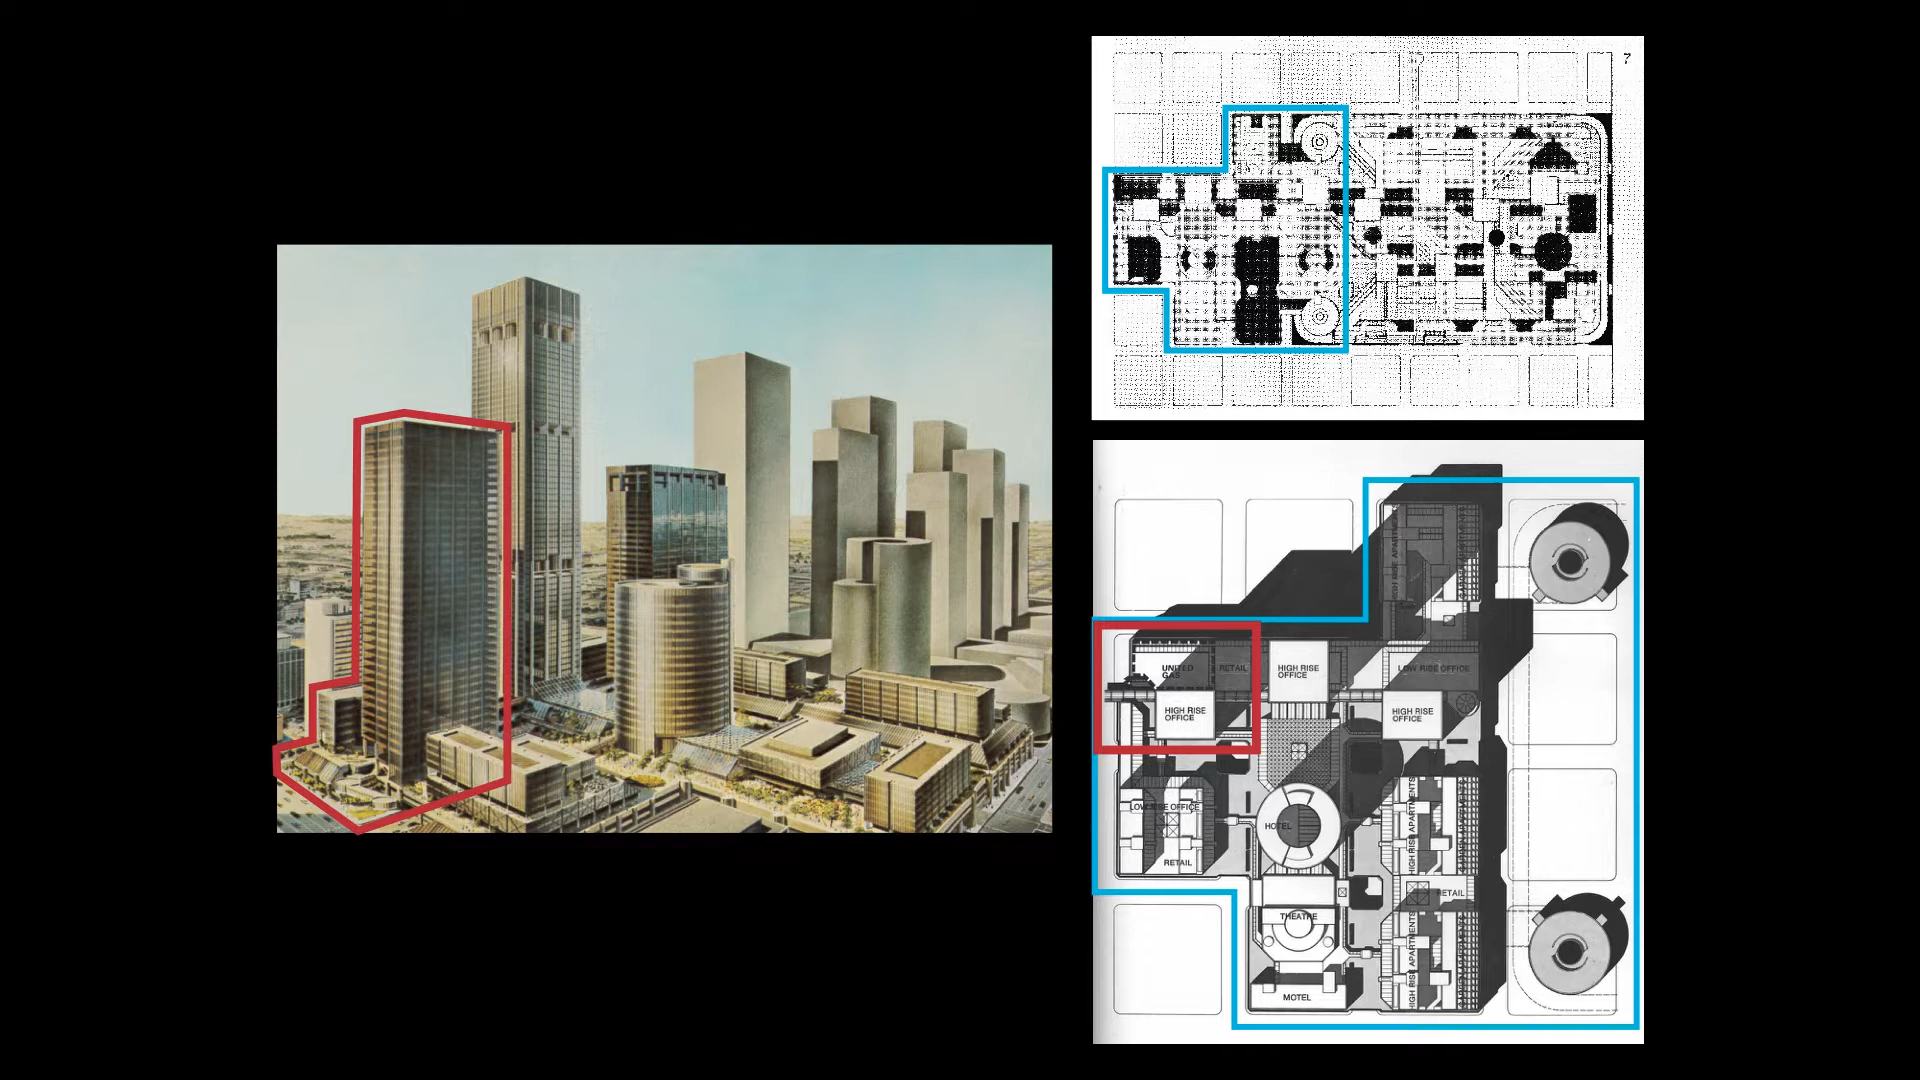 7
HIGH RISE APARTMENTS
UNITED
GAS
RETAIL
HIGH RISE
OFFICE
LOW RISE OFFICE
HIGH RISE
OFFICE
HIGH RISE
OFFICE
LOW RISE OFFICE
RETAIL
HOTEL
HIGH RISE APARTMENTS
RETAIL
THEATRE
HIGH RISE APARTMENTS
MOTEL